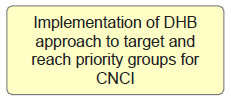 Implementation of DHB
approach to target and
reach priority groups for
CNCI